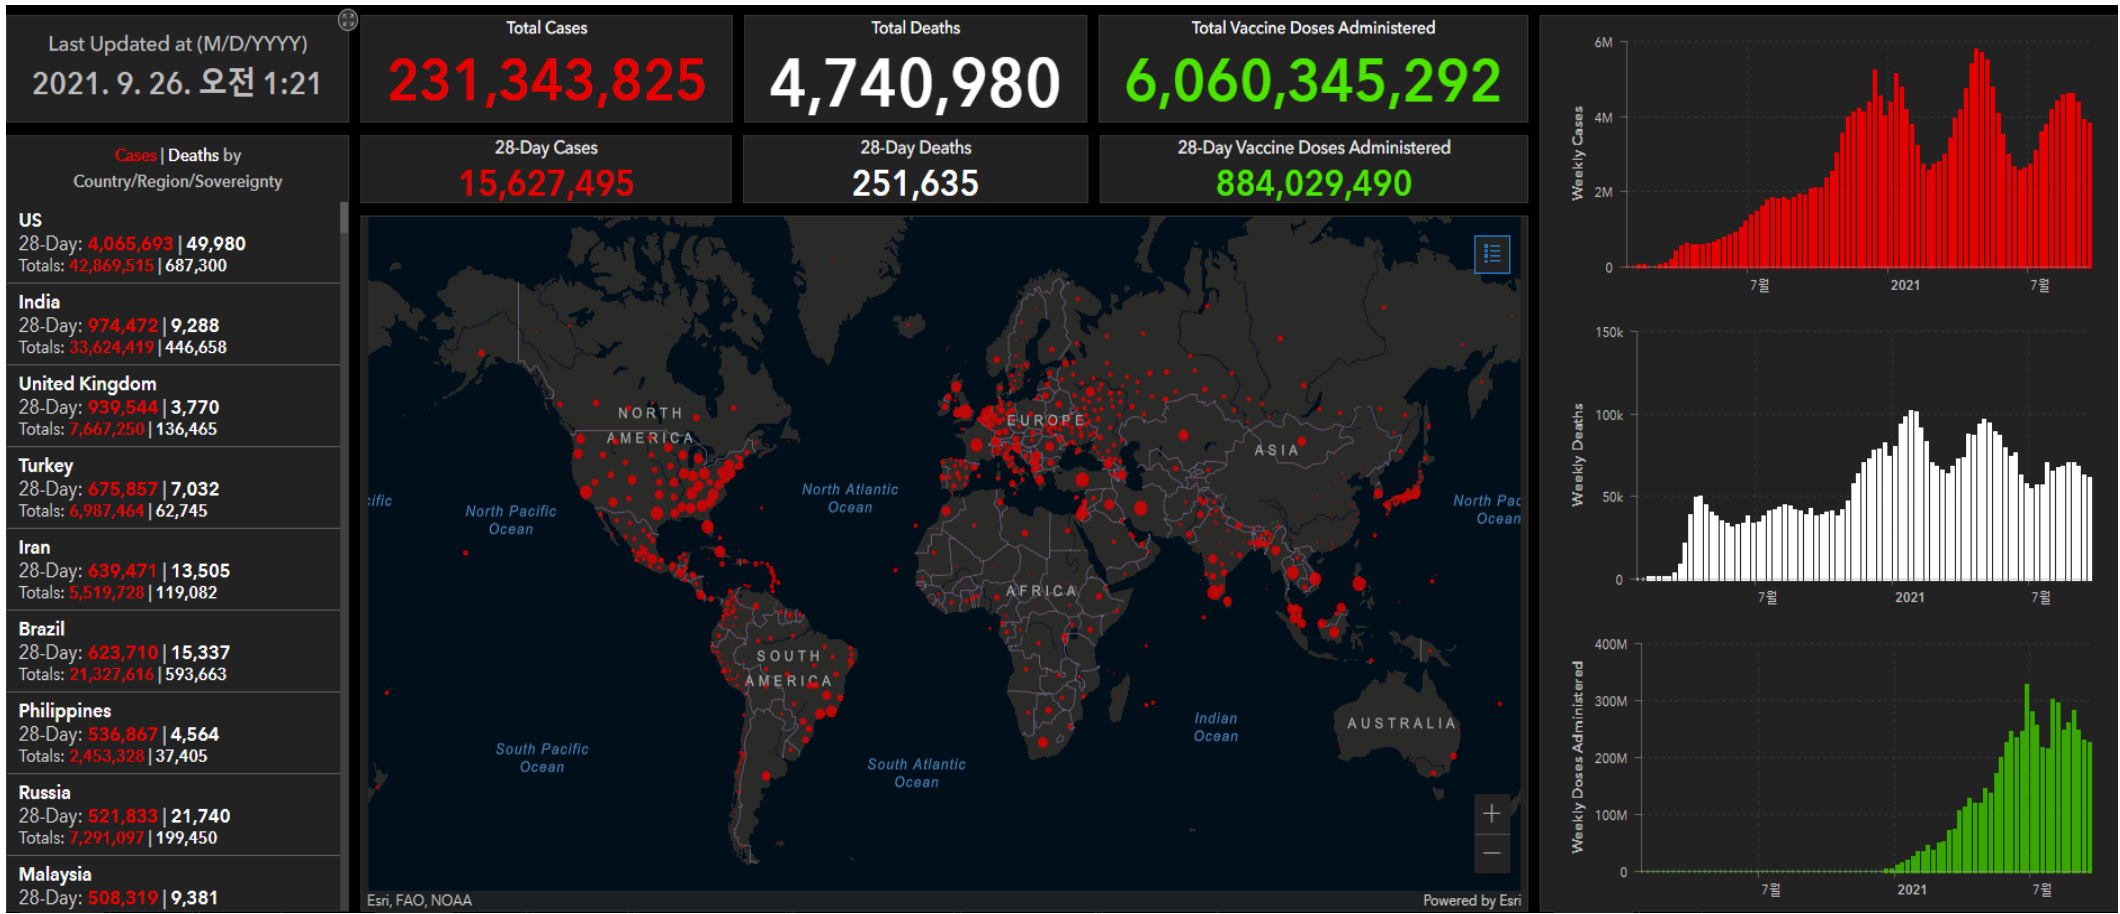 Last Updated at (M/D/YYYY)
2021. 9. 26. 오전 1:21
Cases | Deaths by
Country/Region/Sovereignty
US
28-Day: 4,065,693 | 49,980
Totals: 42,869,515 | 687,300
India
28-Day: 974,472 | 9,288
Totals: 33,624,419 | 446,658
United Kingdom
28-Day: 939,544 | 3,770
Totals: 7,667,250 | 136,465
Turkey
28-Day: 675,857 | 7,032
Totals: 6,987,464 | 62,745
Iran
28-Day: 639,471 | 13,505
Totals: 5,519,728 | 119,082
Brazil
28-Day: 623,710 | 15,337
Totals: 21,327,616 | 593,663
Philippines
28-Day: 536,867 | 4,564
Totals: 2,453,328 | 37,405
Russia
28-Day: 521,833 | 21,740
Totals: 7,291,097 | 199,450
Malaysia
28-Day: 508,319 | 9,381
Total Cases
231,343,825
Total Deaths
4,740,980
Total Vaccine Doses Administered
6,060,345,292
28-Day Cases
15,627,495
28-Day Deaths
251,635
28-Day Vaccine Doses Administered
884,029,490
NORTH
AMERICA
EUROPE
ASIA
ific
North Pacific
Ocean
North Atlantic
Ocean
North Pac
Ocean
AFRICA
SOUTH
AMERICA
AUSTRALIA
Indian
Ocean
South Pacific
Ocean
South Atlantic
Ocean
+
−
Esri, FAO, NOAA
Powered by Esri
Weekly Cases
6M
4M
2M
0
7월
2021
7월
Weekly Deaths
150k
100k
50k
0
7월
2021
7월
Weekly Doses Administered
400M
300M
200M
100M
0
7월
2021
7월